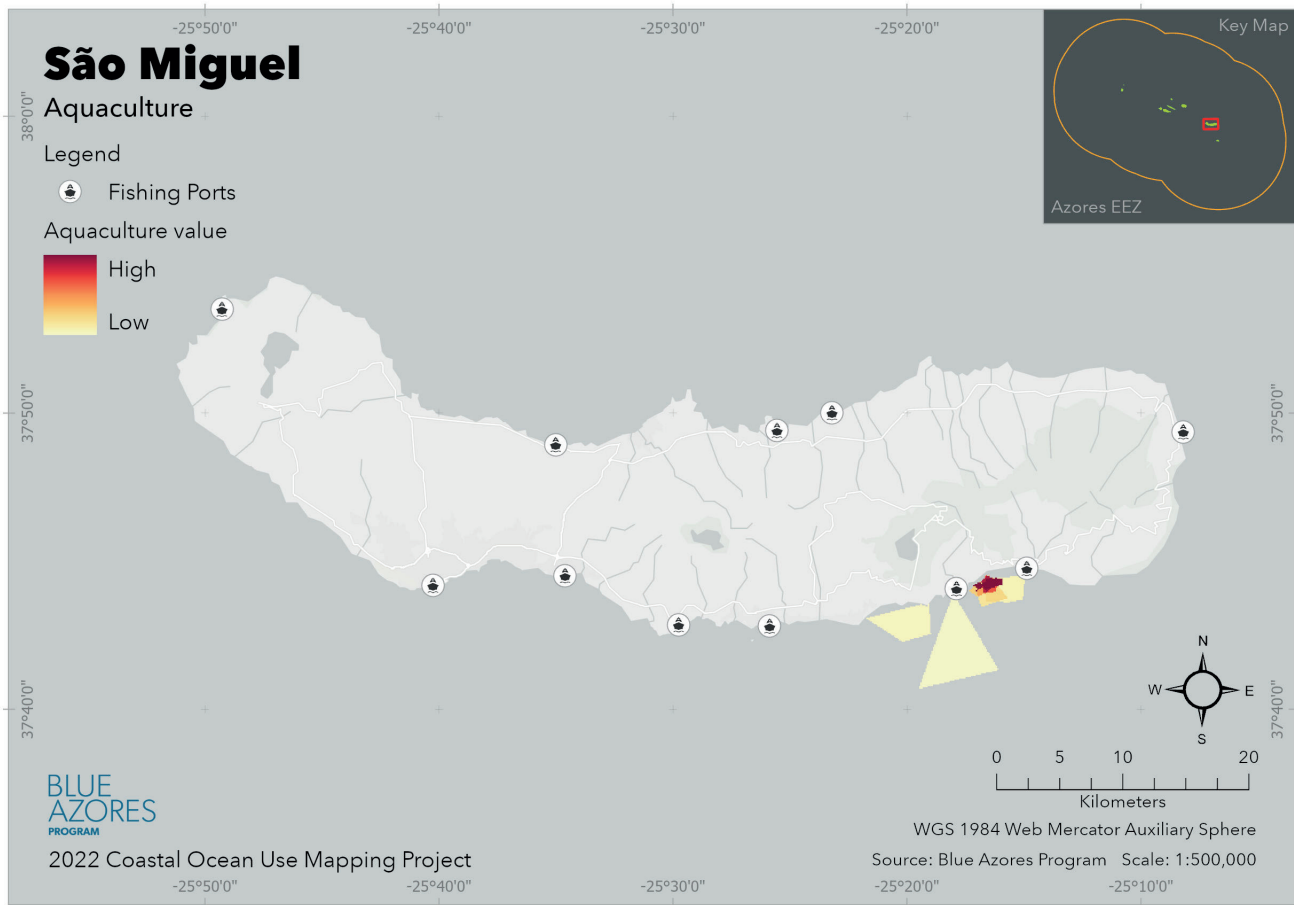 -25°50'0"
-25°40'0"
-25°30'0"
-25°20'0"
Key Map
São Miguel
Aquaculture
38°0'0"
Legend
Fishing Ports
Azores EEZ
Aquaculture value
High
Low
37°50'0"
37°50'0"
N
W
E
S
37°40'0"
37°40'0"
0
5
10
20
Kilometers
BLUE
AZORES
PROGRAM
WGS 1984 Web Mercator Auxiliary Sphere
2022 Coastal Ocean Use Mapping Project
Source: Blue Azores Program Scale: 1:500,000
-25°50'0"
-25°40'0"
-25°30'0"
-25°20'0"
-25°10'0"